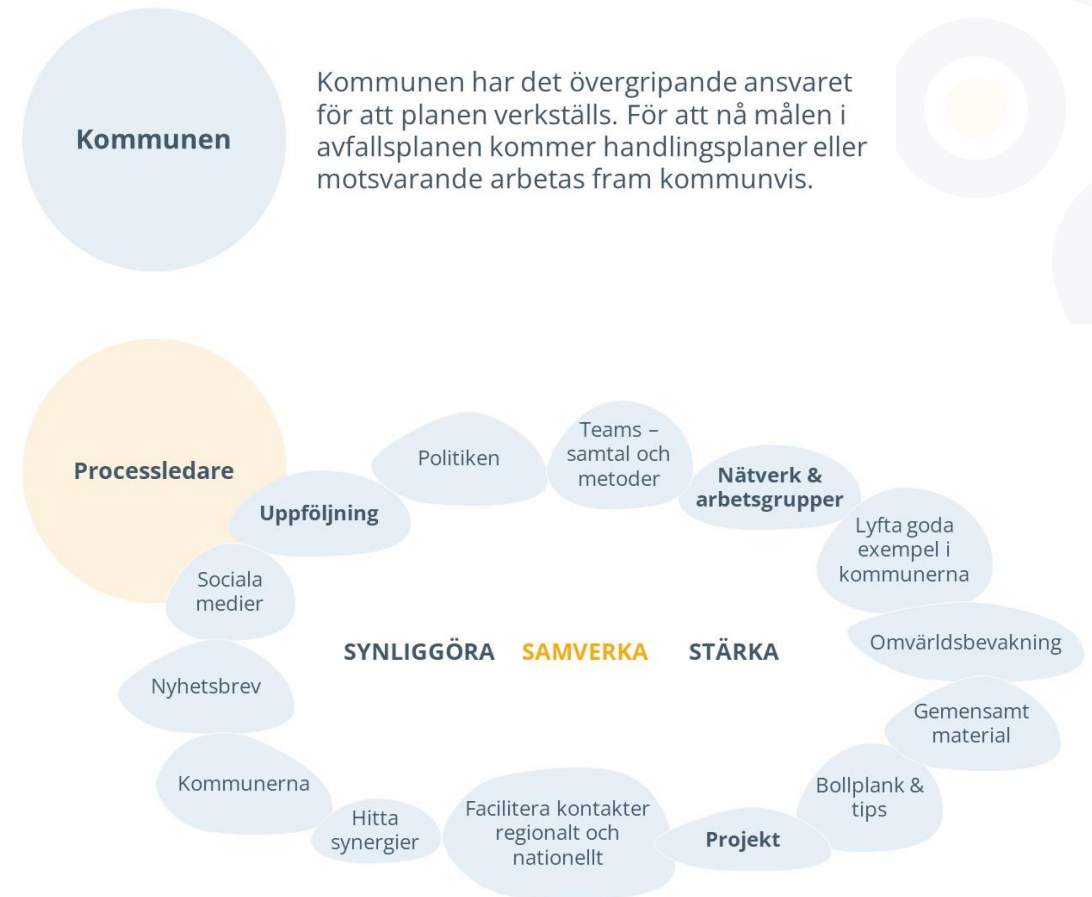 Kommunen
Kommunen har det övergripande ansvaret
för att planen verkställs. För att nå målen i
avfallsplanen kommer handlingsplaner eller
motsvarande arbetas fram kommunvis.
Processledare
Uppföljning
Politiken
Teams –
samtal och
metoder
Nätverk &
arbetsgrupper
Lyfta goda
exempel i
kommunerna
Omvärldsbevakning
Gemensamt
material
Bollplank &
tips
Projekt
Facilitera kontakter
regionalt och
nationellt
Hitta
synergier
Kommunerna
Nyhetsbrev
Sociala
medier
SYNLIGGÖRA SAMVERKA STÄRKA